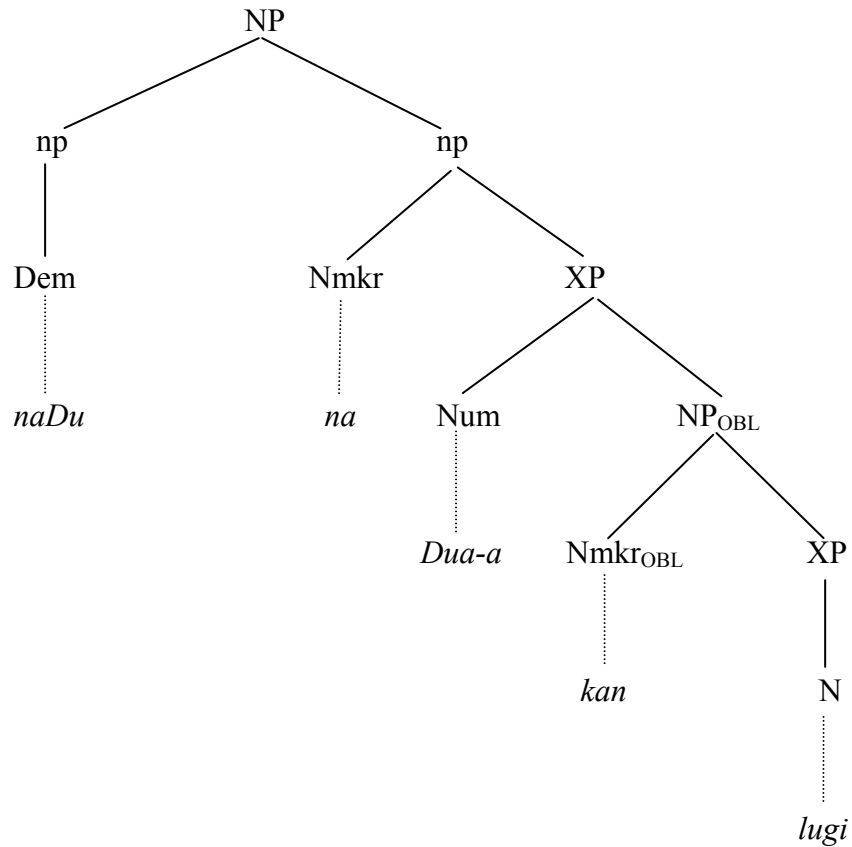 NP
np np
Dem Nmkr XP
naDu na Num NP_OBL
Dua-a Nmkr_OBL XP
kan N
lugi